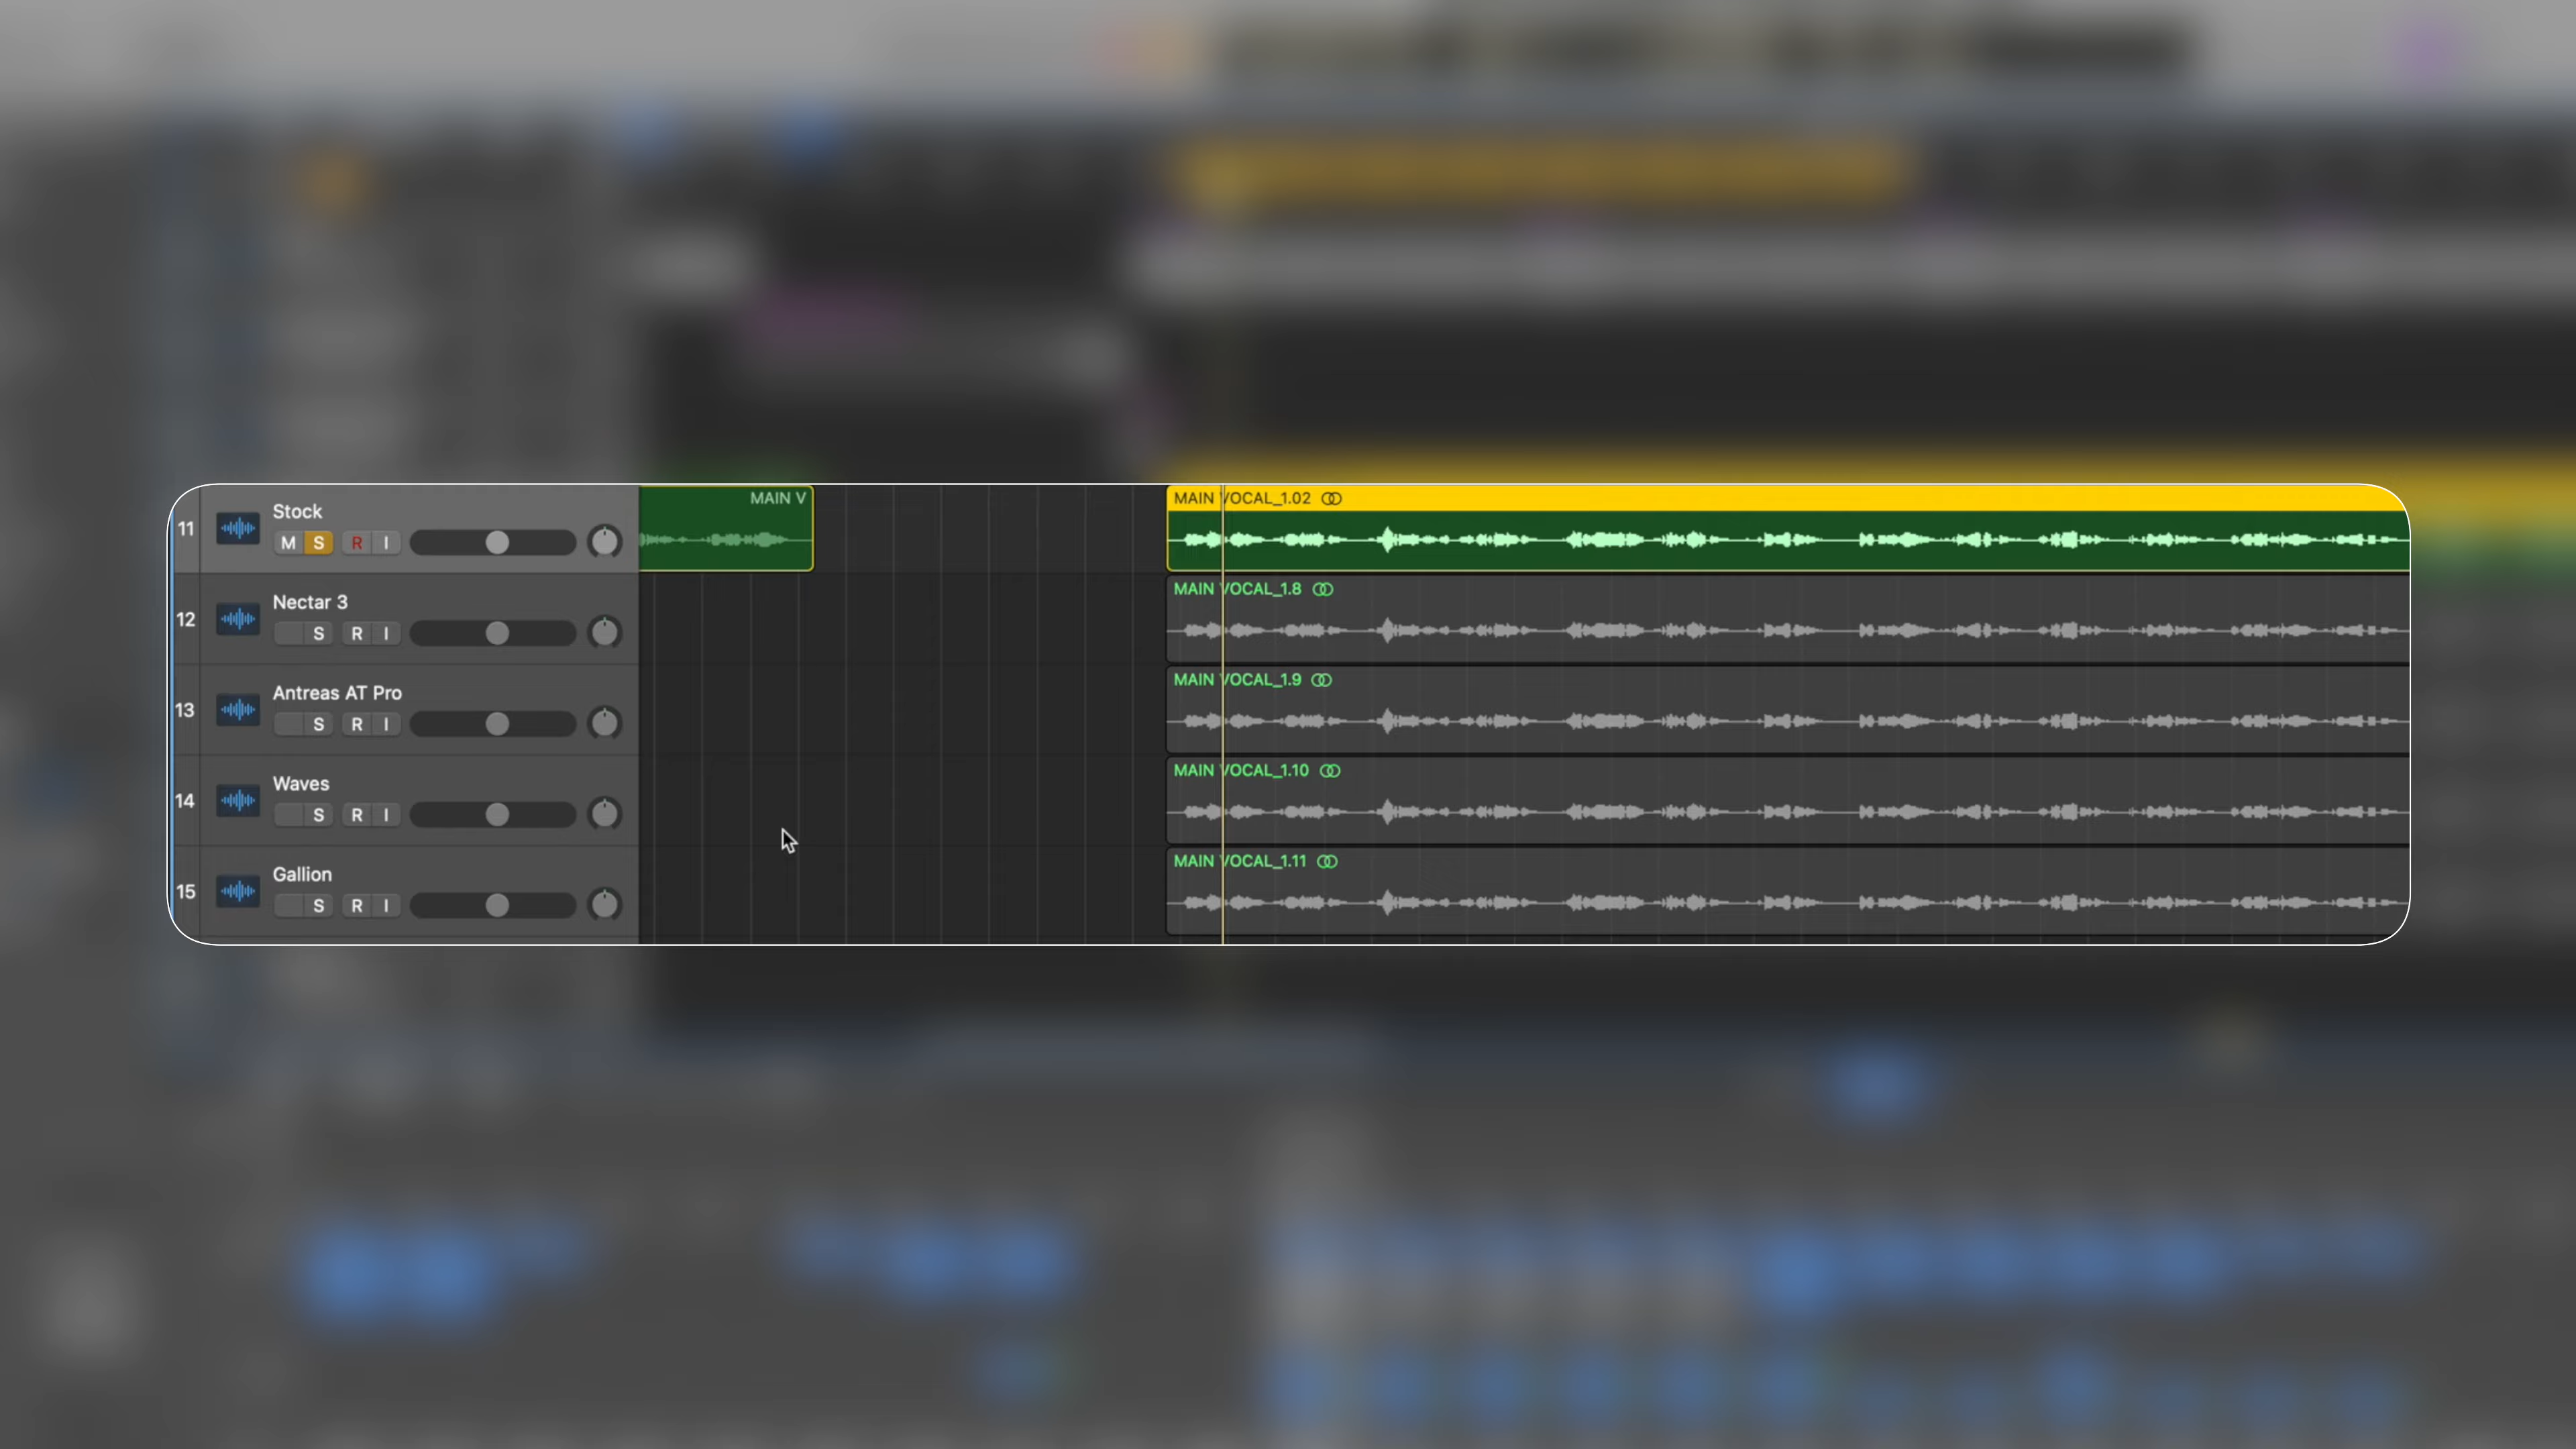 11 Stock MAIN V MAIN VOCAL_1.02
M S R I
12 Nectar 3 MAIN VOCAL_1.8
S R I
13 Antreas AT Pro MAIN VOCAL_1.9
S R I
14 Waves MAIN VOCAL_1.10
S R I
15 Gallion MAIN VOCAL_1.11
S R I